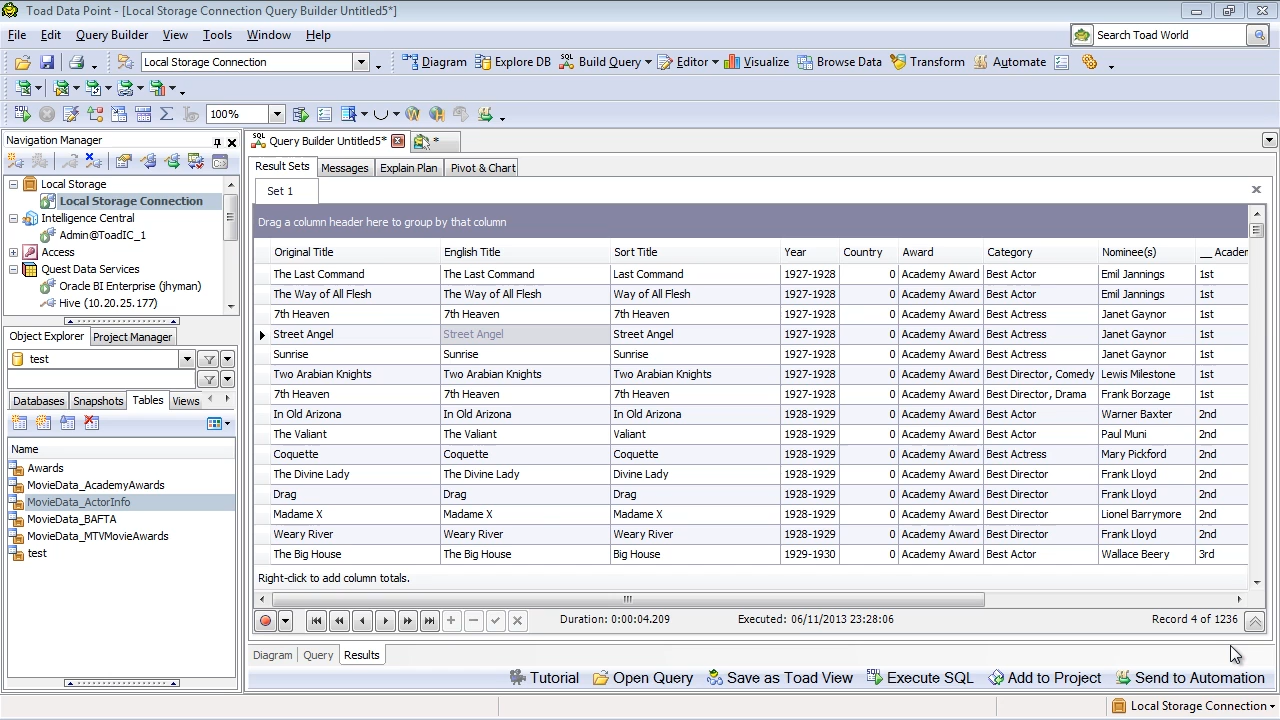 Toad Data Point - [Local Storage Connection Query Builder Untitled5*]
File Edit Query Builder View Tools Window Help
Search Toad World
Local Storage Connection
Diagram Explore DB Build Query Editor Visualize Browse Data Transform Automate
100%
Navigation Manager
Local Storage
Local Storage Connection
Intelligence Central
Admin@ToadIC_1
Access
Quest Data Services
Oracle BI Enterprise (jhyman)
Hive (10.20.25.177)
Object Explorer Project Manager
test
Databases Snapshots Tables Views
Name
Awards
MovieData_AcademyAwards
MovieData_ActorInfo
MovieData_BAFTA
MovieData_MTVMovieAwards
test
SQL Query Builder Untitled5* *
Result Sets Messages Explain Plan Pivot & Chart
Set 1
Drag a column header here to group by that column
Original Title English Title Sort Title Year Country Award Category Nominee(s) __ Academ
The Last Command The Last Command Last Command 1927-1928 0 Academy Award Best Actor Emil Jannings 1st
The Way of All Flesh The Way of All Flesh Way of All Flesh 1927-1928 0 Academy Award Best Actor Emil Jannings 1st
7th Heaven 7th Heaven 7th Heaven 1927-1928 0 Academy Award Best Actress Janet Gaynor 1st
Street Angel Street Angel Street Angel 1927-1928 0 Academy Award Best Actress Janet Gaynor 1st
Sunrise Sunrise Sunrise 1927-1928 0 Academy Award Best Actress Janet Gaynor 1st
Two Arabian Knights Two Arabian Knights Two Arabian Knights 1927-1928 0 Academy Award Best Director, Comedy Lewis Milestone 1st
7th Heaven 7th Heaven 7th Heaven 1927-1928 0 Academy Award Best Director, Drama Frank Borzage 1st
In Old Arizona In Old Arizona In Old Arizona 1928-1929 0 Academy Award Best Actor Warner Baxter 2nd
The Valiant The Valiant Valiant 1928-1929 0 Academy Award Best Actor Paul Muni 2nd
Coquette Coquette Coquette 1928-1929 0 Academy Award Best Actress Mary Pickford 2nd
The Divine Lady The Divine Lady Divine Lady 1928-1929 0 Academy Award Best Director Frank Lloyd 2nd
Drag Drag Drag 1928-1929 0 Academy Award Best Director Frank Lloyd 2nd
Madame X Madame X Madame X 1928-1929 0 Academy Award Best Director Lionel Barrymore 2nd
Weary River Weary River Weary River 1928-1929 0 Academy Award Best Director Frank Lloyd 2nd
The Big House The Big House Big House 1929-1930 0 Academy Award Best Actor Wallace Beery 3rd
Right-click to add column totals.
Duration: 0:00:04.209 Executed: 06/11/2013 23:28:06 Record 4 of 1236
Diagram Query Results
Tutorial Open Query Save as Toad View Execute SQL Add to Project Send to Automation
Local Storage Connection